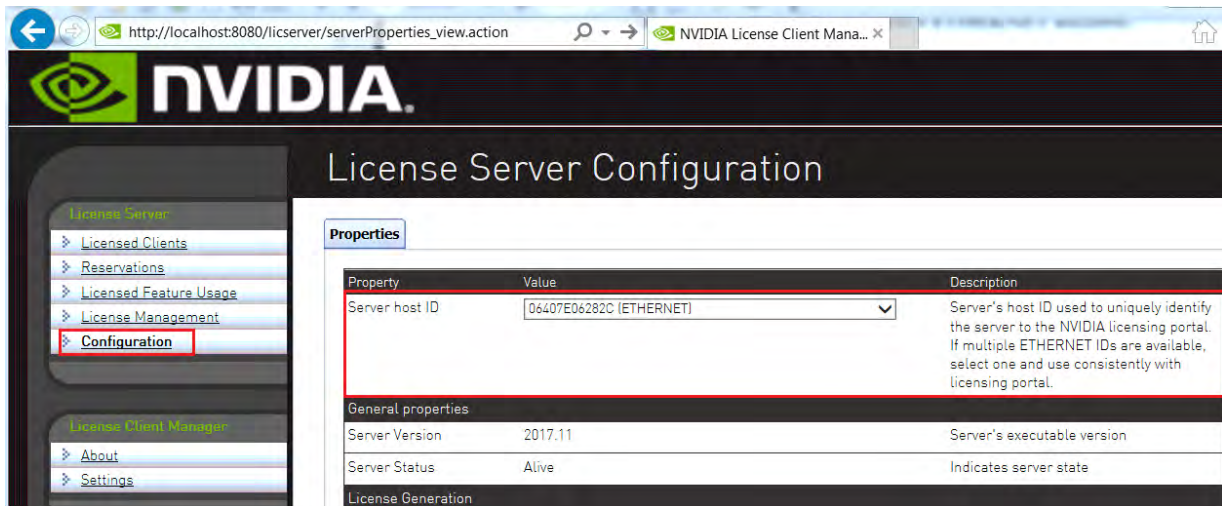 http://localhost:8080/licserver/serverProperties_view.action
NVIDIA License Client Mana...
NVIDIA.
License Server Configuration
License Server
Licensed Clients
Reservations
Licensed Feature Usage
License Management
Configuration
License Client Manager
About
Settings
Properties
Property Value Description
Server host ID 06407E06282C (ETHERNET) Server's host ID used to uniquely identify
the server to the NVIDIA licensing portal.
If multiple ETHERNET IDs are available,
select one and use consistently with
licensing portal.
General properties
Server Version 2017.11 Server's executable version
Server Status Alive Indicates server state
License Generation